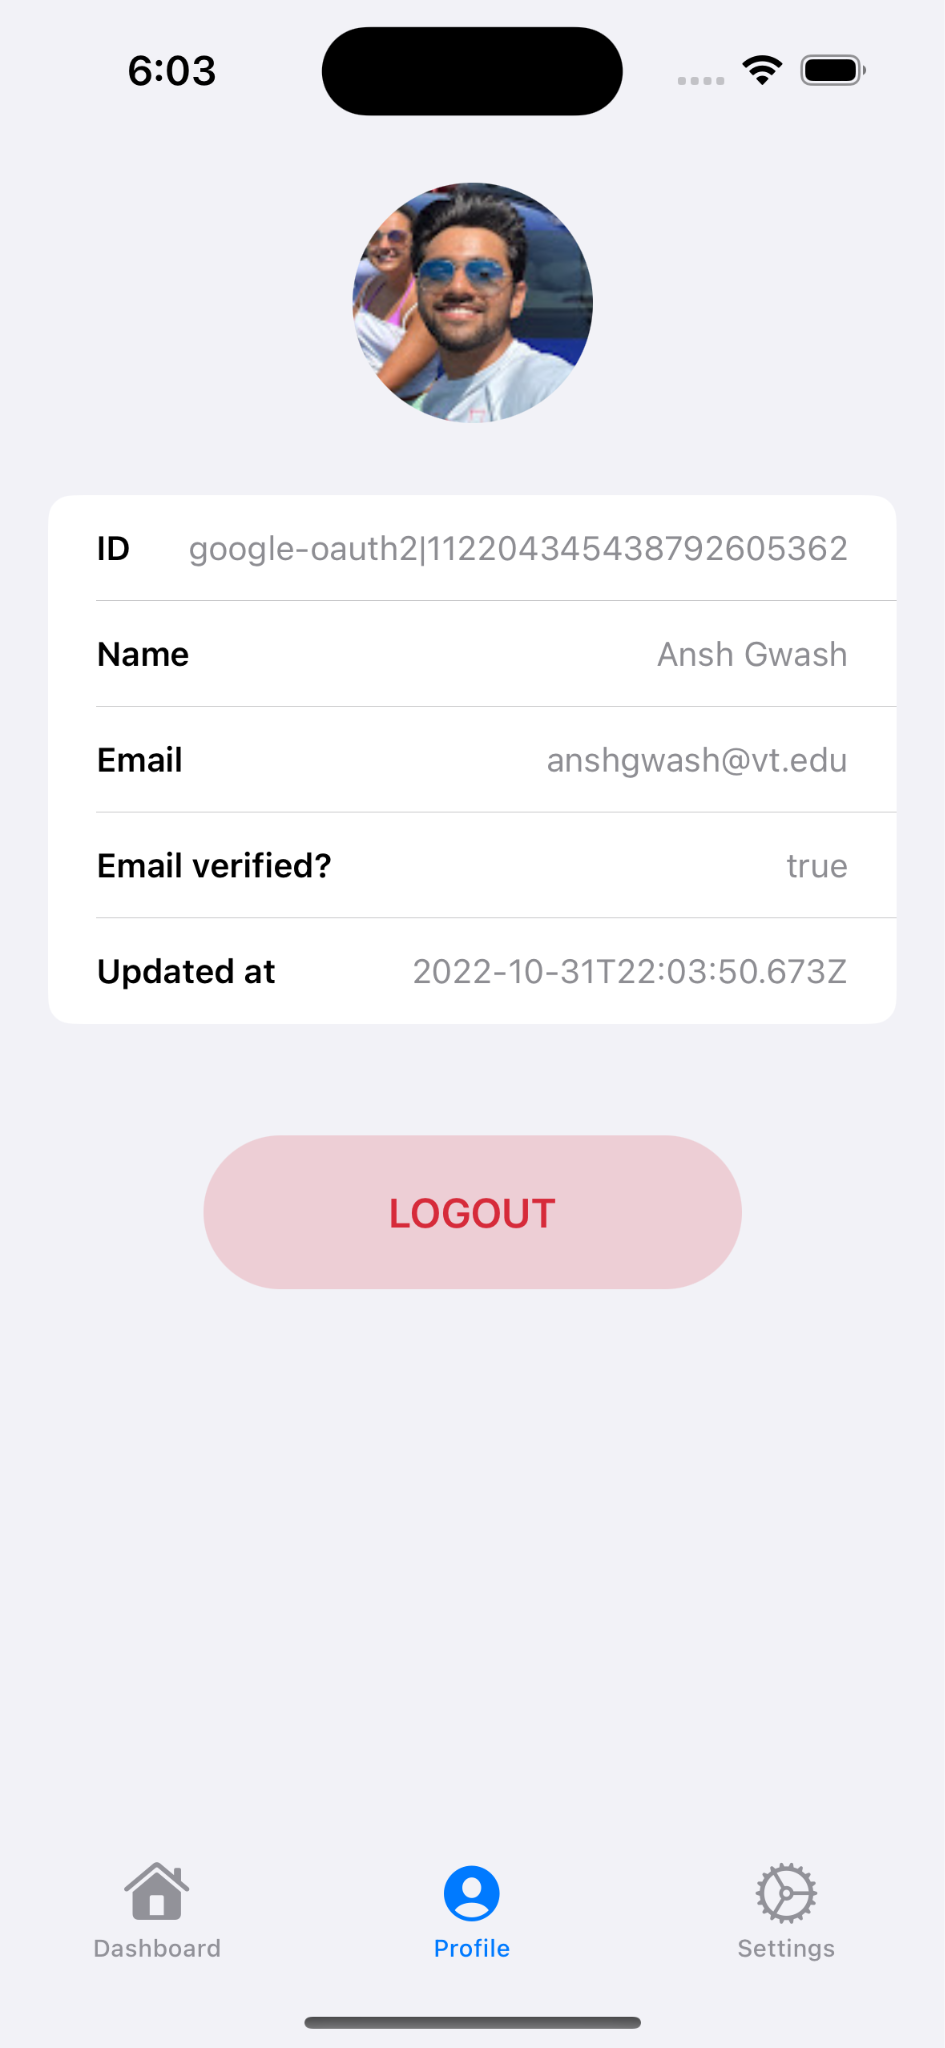 6:03
ID google-oauth2|112204345438792605362
Name Ansh Gwash
Email anshgwash@vt.edu
Email verified? true
Updated at 2022-10-31T22:03:50.673Z
LOGOUT
Dashboard Profile Settings